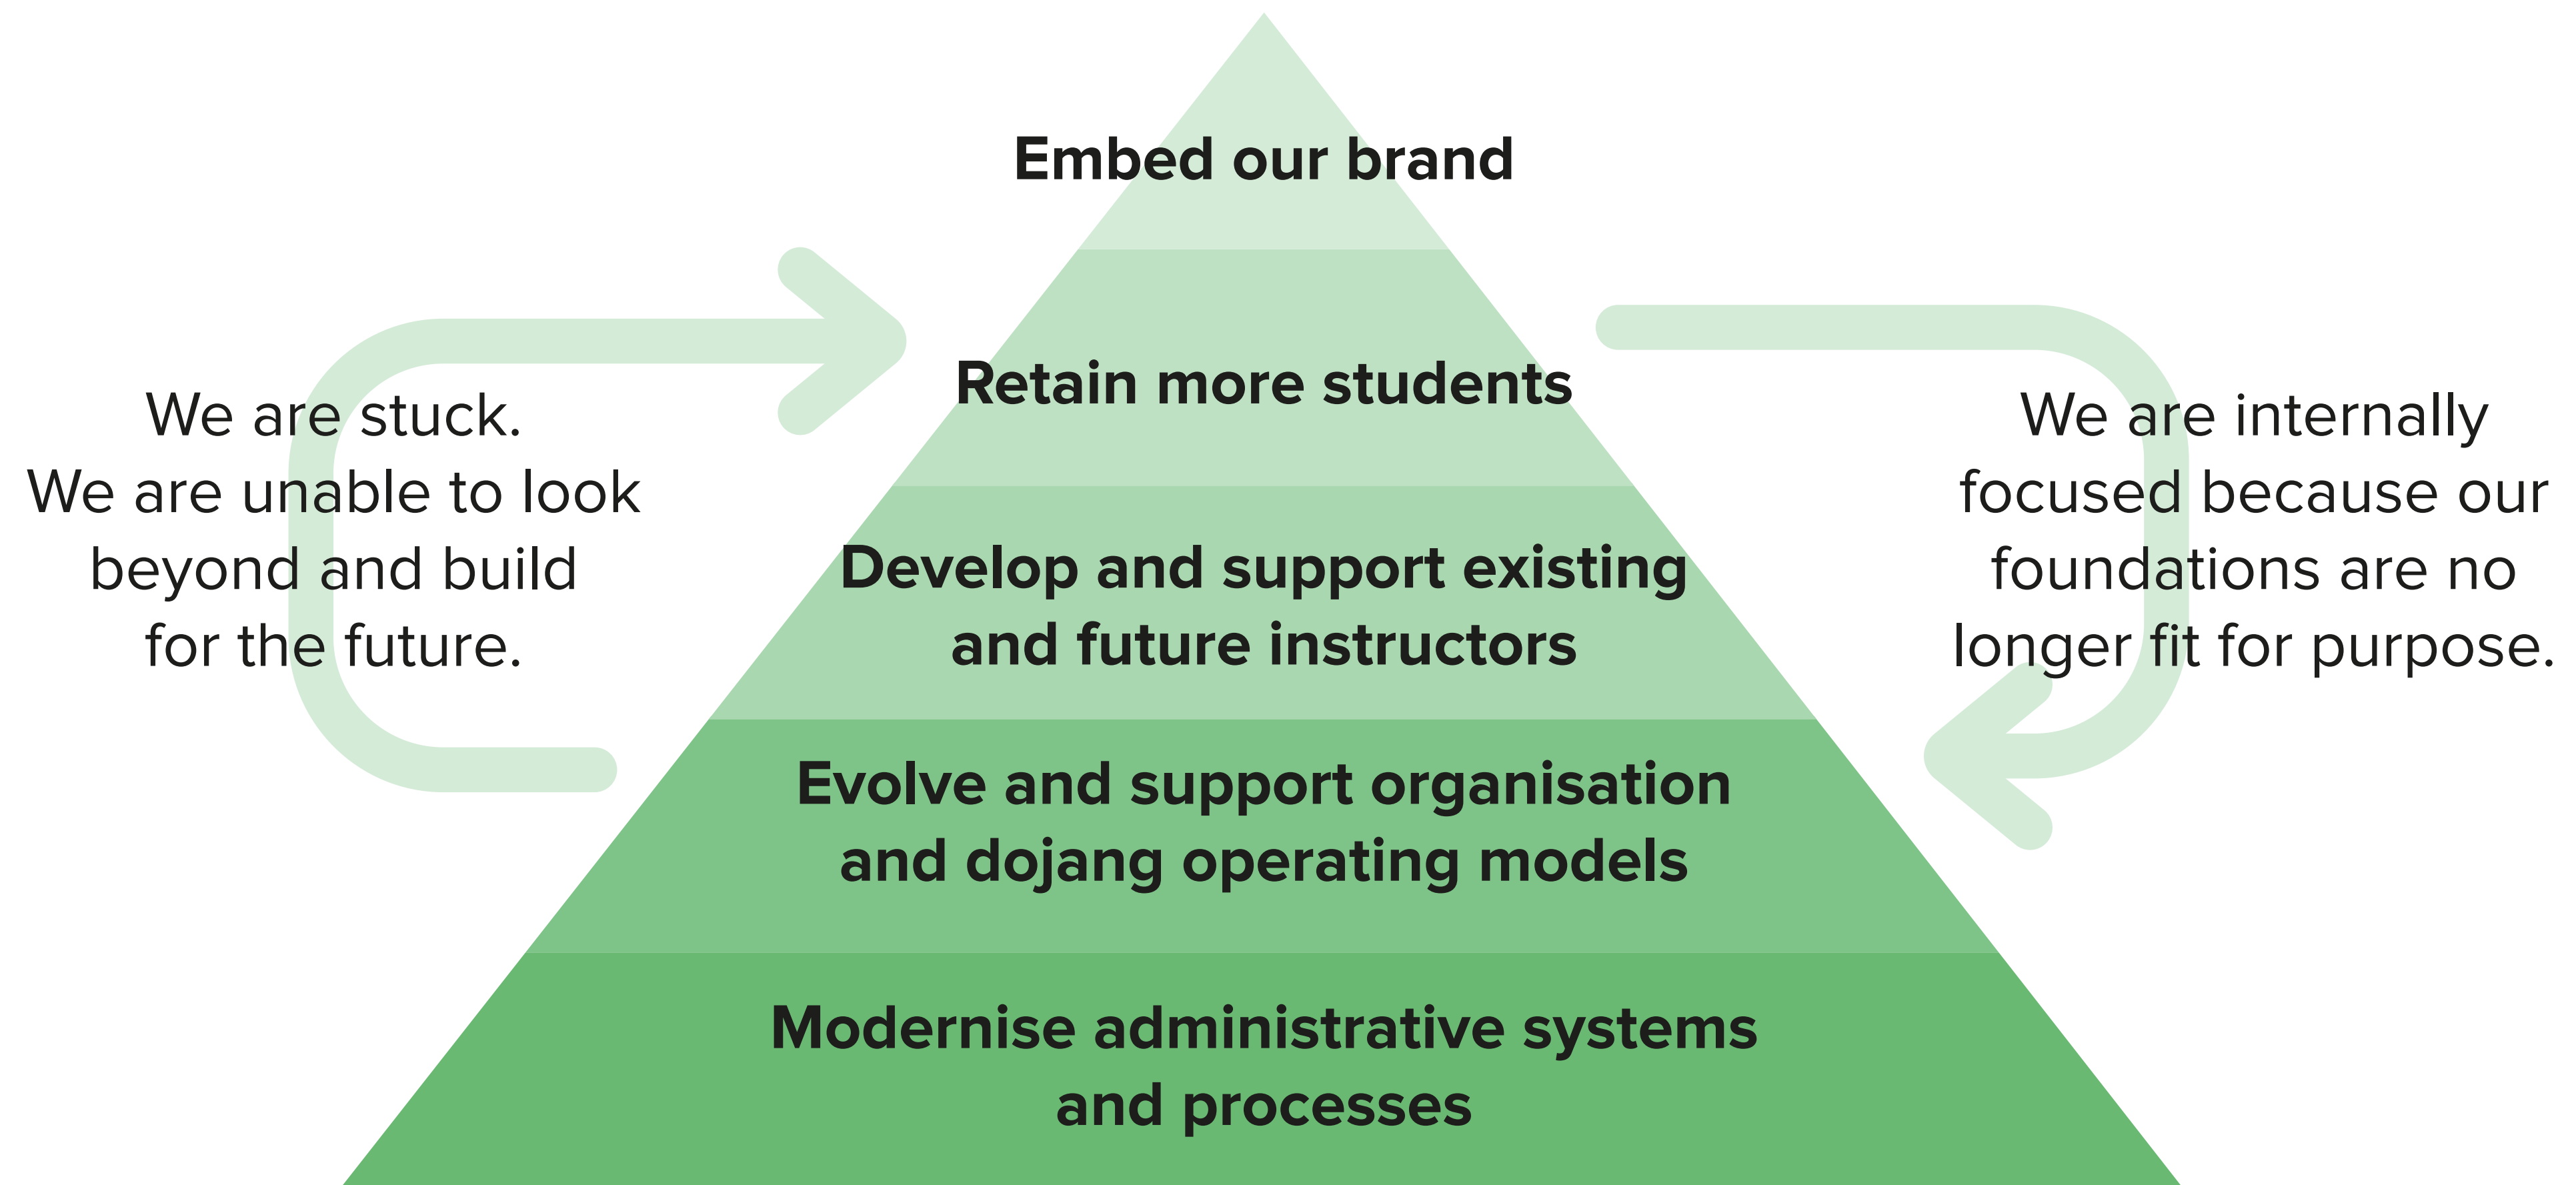 Embed our brand
Retain more students
We are stuck.
We are unable to look
beyond and build
for the future.
Develop and support existing
and future instructors
We are internally
focused because our
foundations are no
longer fit for purpose.
Evolve and support organisation
and dojang operating models
Modernise administrative systems
and processes